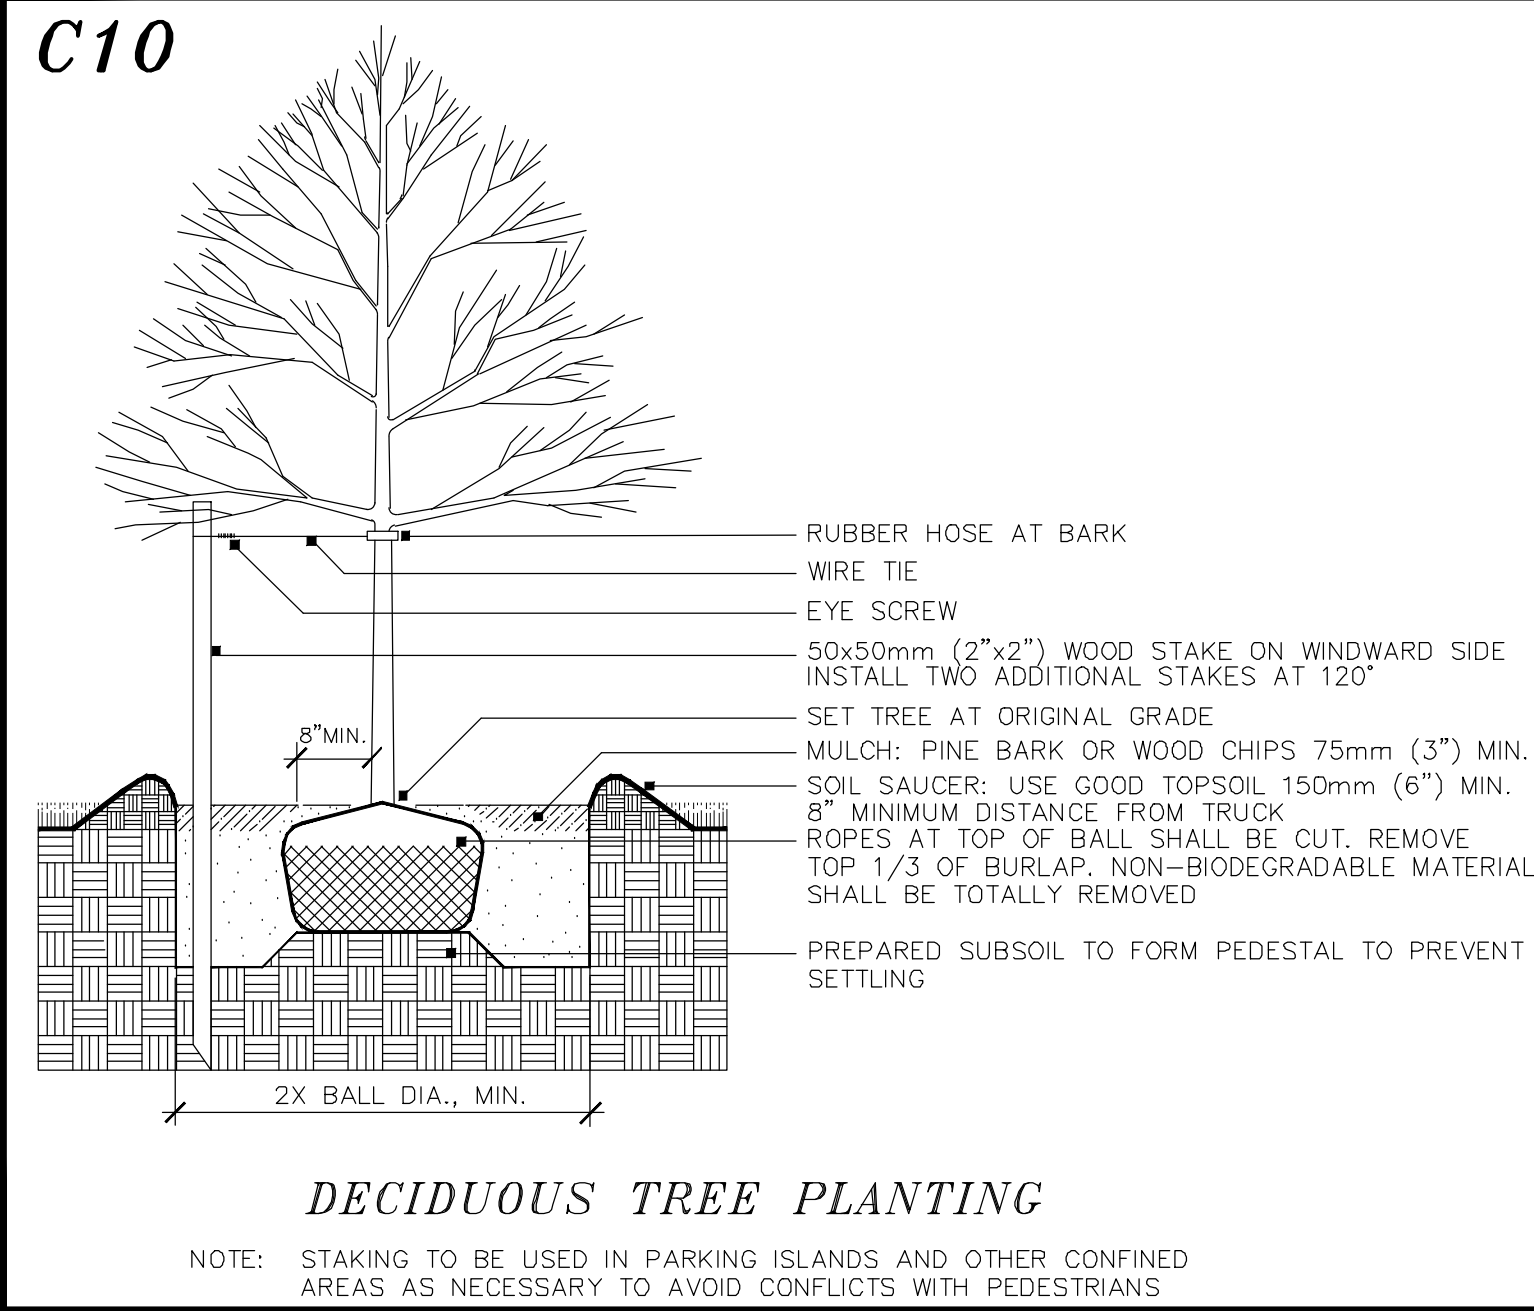 C10
RUBBER HOSE AT BARK
WIRE TIE
EYE SCREW
50x50mm (2”x2”) WOOD STAKE ON WINDWARD SIDE
INSTALL TWO ADDITIONAL STAKES AT 120°
SET TREE AT ORIGINAL GRADE
8”MIN.
MULCH: PINE BARK OR WOOD CHIPS 75mm (3”) MIN.
SOIL SAUCER: USE GOOD TOPSOIL 150mm (6”) MIN.
8” MINIMUM DISTANCE FROM TRUCK
ROPES AT TOP OF BALL SHALL BE CUT. REMOVE
TOP 1/3 OF BURLAP. NON–BIODEGRADABLE MATERIAL
SHALL BE TOTALLY REMOVED
PREPARED SUBSOIL TO FORM PEDESTAL TO PREVENT
SETTLING
2X BALL DIA., MIN.
DECIDUOUS TREE PLANTING
NOTE: STAKING TO BE USED IN PARKING ISLANDS AND OTHER CONFINED
AREAS AS NECESSARY TO AVOID CONFLICTS WITH PEDESTRIANS